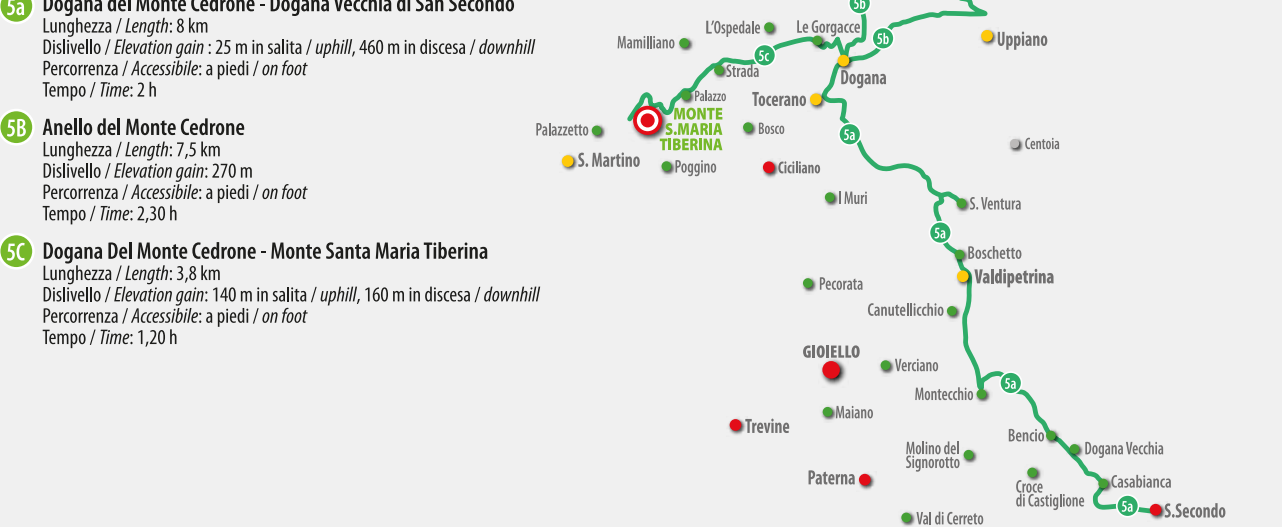 5a Dogana del Monte Cedrone - Dogana Vecchia di San Secondo
Lunghezza / Length: 8 km
Dislivello / Elevation gain : 25 m in salita / uphill, 460 m in discesa / downhill
Percorrenza / Accessibile: a piedi / on foot
Tempo / Time: 2 h
5B Anello del Monte Cedrone
Lunghezza / Length: 7,5 km
Dislivello / Elevation gain: 270 m
Percorrenza / Accessibile: a piedi / on foot
Tempo / Time: 2,30 h
5C Dogana Del Monte Cedrone - Monte Santa Maria Tiberina
Lunghezza / Length: 3,8 km
Dislivello / Elevation gain: 140 m in salita / uphill, 160 m in discesa / downhill
Percorrenza / Accessibile: a piedi / on foot
Tempo / Time: 1,20 h
5b
L'Ospedale
Le Gorgacce
5b
Uppiano
Mamilliano
5c
Strada
Dogana
Palazzo
Tocerano
MONTE
S.MARIA
TIBERINA
Palazzetto
Bosco
5a
Centoia
S. Martino
Poggino
Ciciliano
I Muri
S. Ventura
5a
Boschetto
Valdipetrina
Pecorata
Canutellicchio
GIOIELLO
Verciano
5a
Montecchio
Maiano
Trevine
Bencio
Dogana Vecchia
Molino del
Signorotto
Paterna
Croce
di Castiglione
Casabianca
5a
S.Secondo
Val di Cerreto